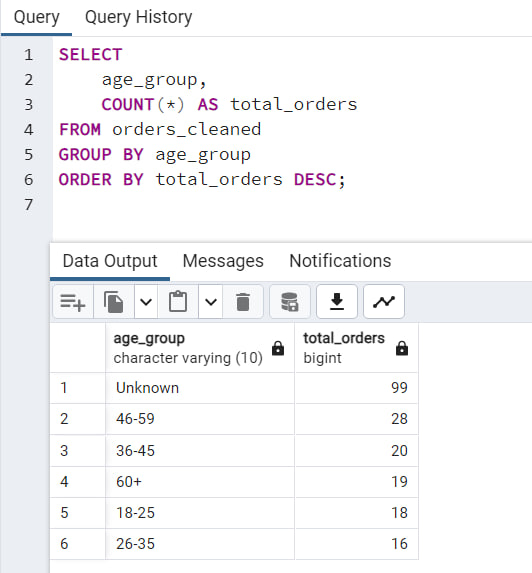 Query Query History
1 SELECT
2 age_group,
3 COUNT(*) AS total_orders
4 FROM orders_cleaned
5 GROUP BY age_group
6 ORDER BY total_orders DESC;
7
Data Output Messages Notifications
age_group total_orders
character varying (10) bigint
1 Unknown 99
2 46-59 28
3 36-45 20
4 60+ 19
5 18-25 18
6 26-35 16